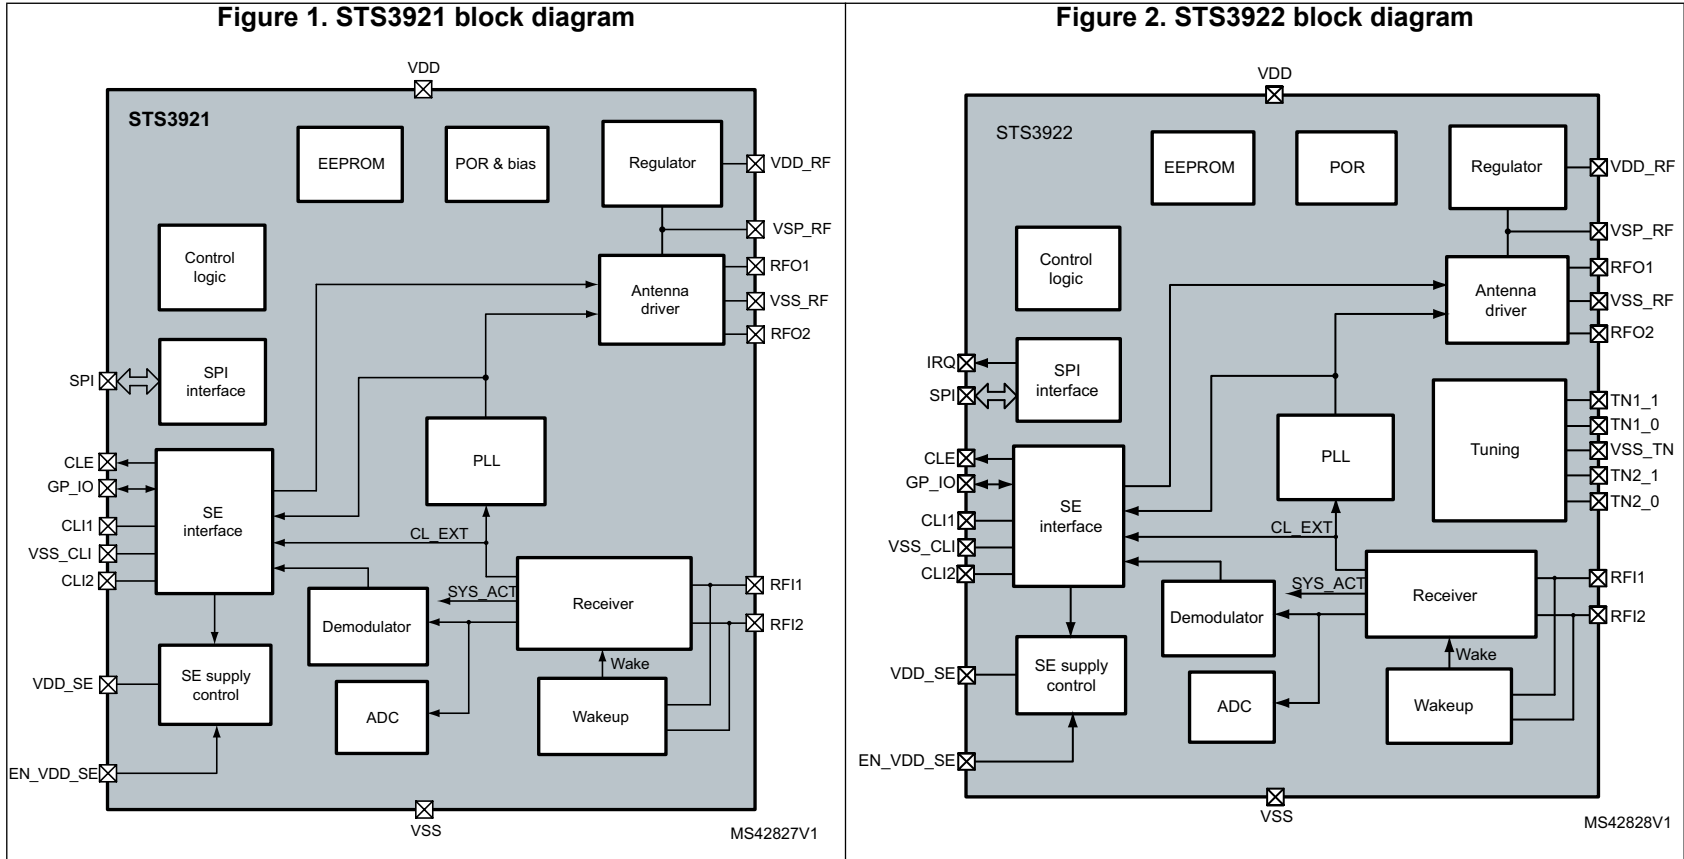 Figure 1. STS3921 block diagram
VDD
STS3921
EEPROM
POR & bias
Regulator
VDD_RF
VSP_RF
Control
logic
RFO1
Antenna
driver
VSS_RF
RFO2
SPI
SPI
interface
PLL
CLE
GP_IO
SE
interface
CLI1
VSS_CLI
CLI2
CL_EXT
SYS_ACT
Receiver
RFI1
RFI2
Demodulator
Wake
VDD_SE
SE supply
control
ADC
Wakeup
EN_VDD_SE
VSS
MS42827V1
Figure 2. STS3922 block diagram
VDD
STS3922
EEPROM
POR
Regulator
VDD_RF
VSP_RF
Control
logic
RFO1
Antenna
driver
VSS_RF
RFO2
IRQ
SPI
SPI
interface
TN1_1
TN1_0
Tuning
VSS_TN
TN2_1
TN2_0
PLL
CLE
GP_IO
SE
interface
CLI1
VSS_CLI
CLI2
CL_EXT
SYS_ACT
Receiver
RFI1
RFI2
Demodulator
Wake
VDD_SE
SE supply
control
ADC
Wakeup
EN_VDD_SE
VSS
MS42828V1